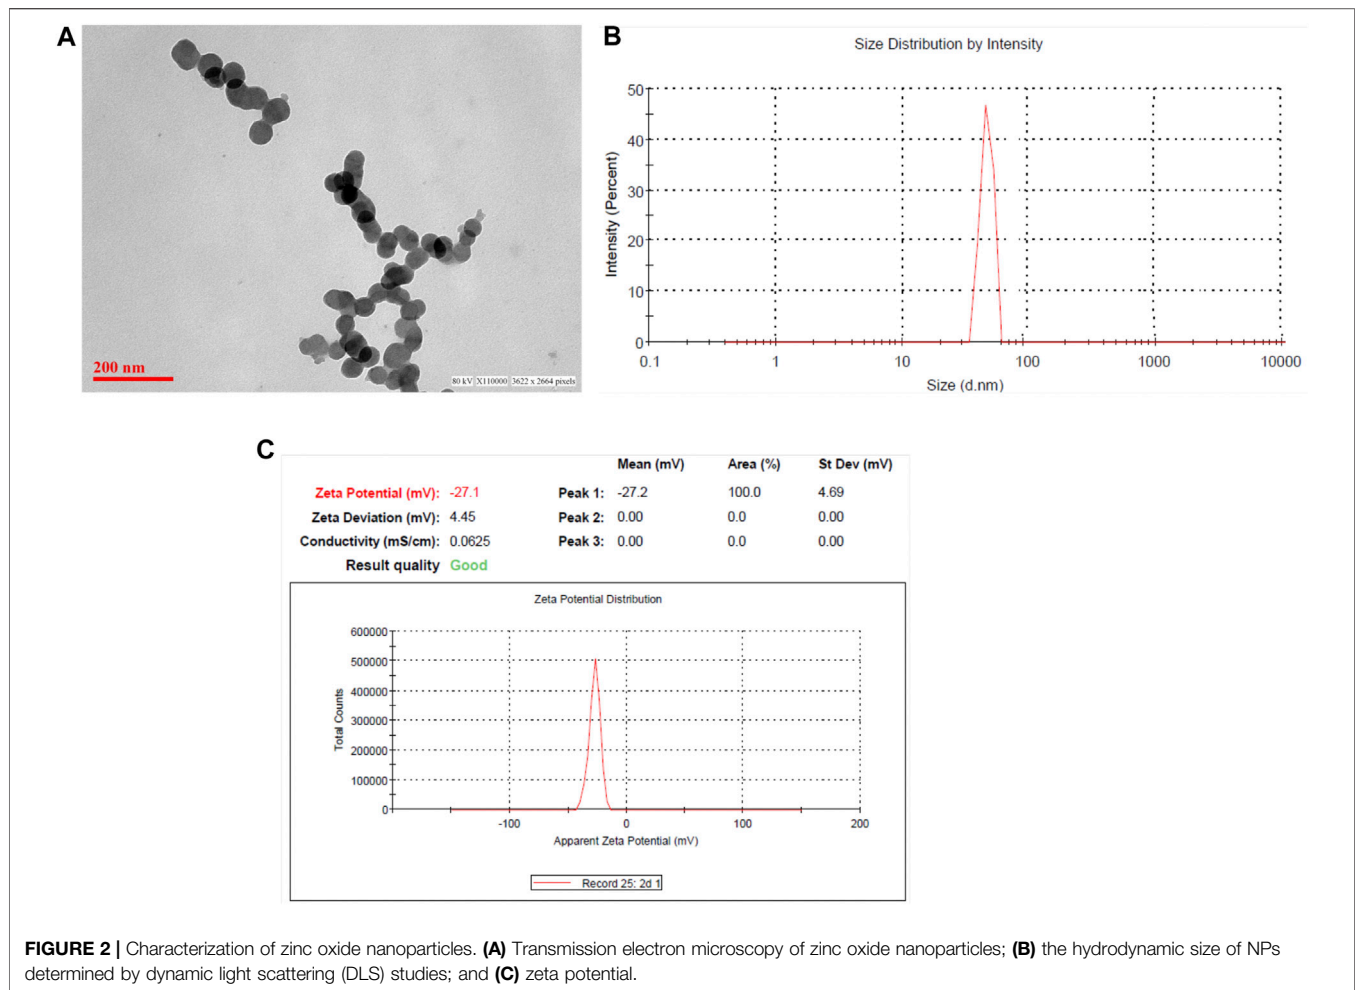 A
200 nm
80 kV X110000 3622 x 2664 pixels
B
Size Distribution by Intensity
Intensity (Percent)
50
40
30
20
10
0
0.1 1 10 100 1000 10000
Size (d.nm)
C
Mean (mV) Area (%) St Dev (mV)
Zeta Potential (mV): -27.1 Peak 1: -27.2 100.0 4.69
Zeta Deviation (mV): 4.45 Peak 2: 0.00 0.0 0.00
Conductivity (mS/cm): 0.0625 Peak 3: 0.00 0.0 0.00
Result quality Good
Zeta Potential Distribution
Total Counts
600000
500000
400000
300000
200000
100000
0
-100 0 100 200
Apparent Zeta Potential (mV)
Record 25: 2d 1
FIGURE 2 | Characterization of zinc oxide nanoparticles. (A) Transmission electron microscopy of zinc oxide nanoparticles; (B) the hydrodynamic size of NPs
determined by dynamic light scattering (DLS) studies; and (C) zeta potential.